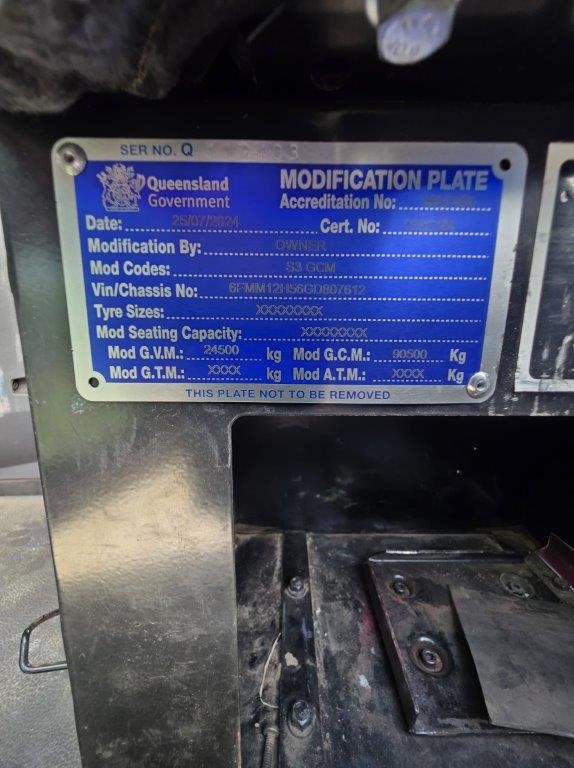 SER NO. Q
Queensland
Government
MODIFICATION PLATE
Accreditation No:
Date: 25/07/2024 Cert. No:
Modification By: OWNER
Mod Codes: S3 GCM
Vin/Chassis No: 6FMM12H56GD807612
Tyre Sizes: XXXXXXXX
Mod Seating Capacity: XXXXXXXX
Mod G.V.M.: 24500 kg Mod G.C.M.: 90500 Kg
Mod G.T.M.: XXXX kg Mod A.T.M.: XXXX Kg
THIS PLATE NOT TO BE REMOVED